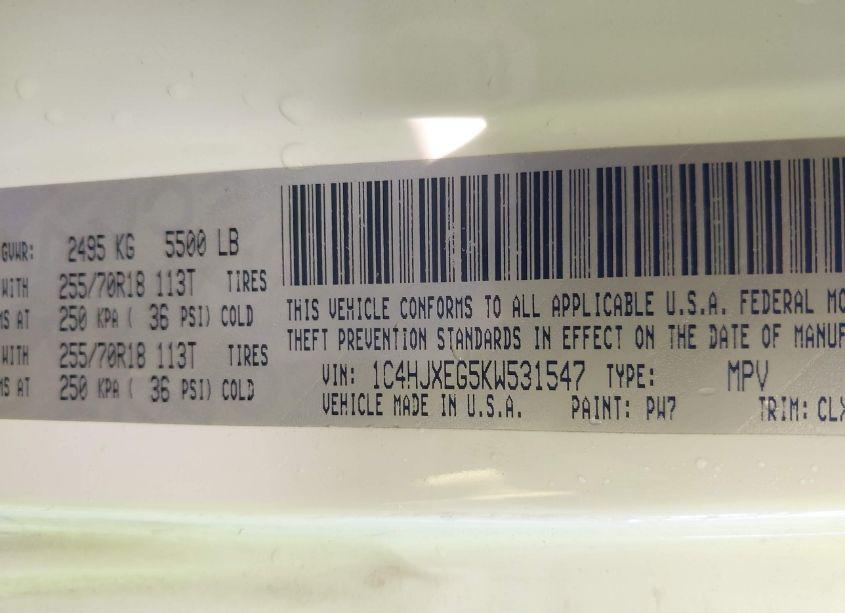 GVWR: 2495 KG 5500 LB
WITH 255/70R18 113T TIRES
MS AT 250 KPA ( 36 PSI) COLD
WITH 255/70R18 113T TIRES
MS AT 250 KPA ( 36 PSI) COLD
THIS VEHICLE CONFORMS TO ALL APPLICABLE U.S.A. FEDERAL MO
THEFT PREVENTION STANDARDS IN EFFECT ON THE DATE OF MANUF
VIN: 1C4HJXEG5KW531547 TYPE: MPV
VEHICLE MADE IN U.S.A. PAINT: PW7 TRIM: CLX